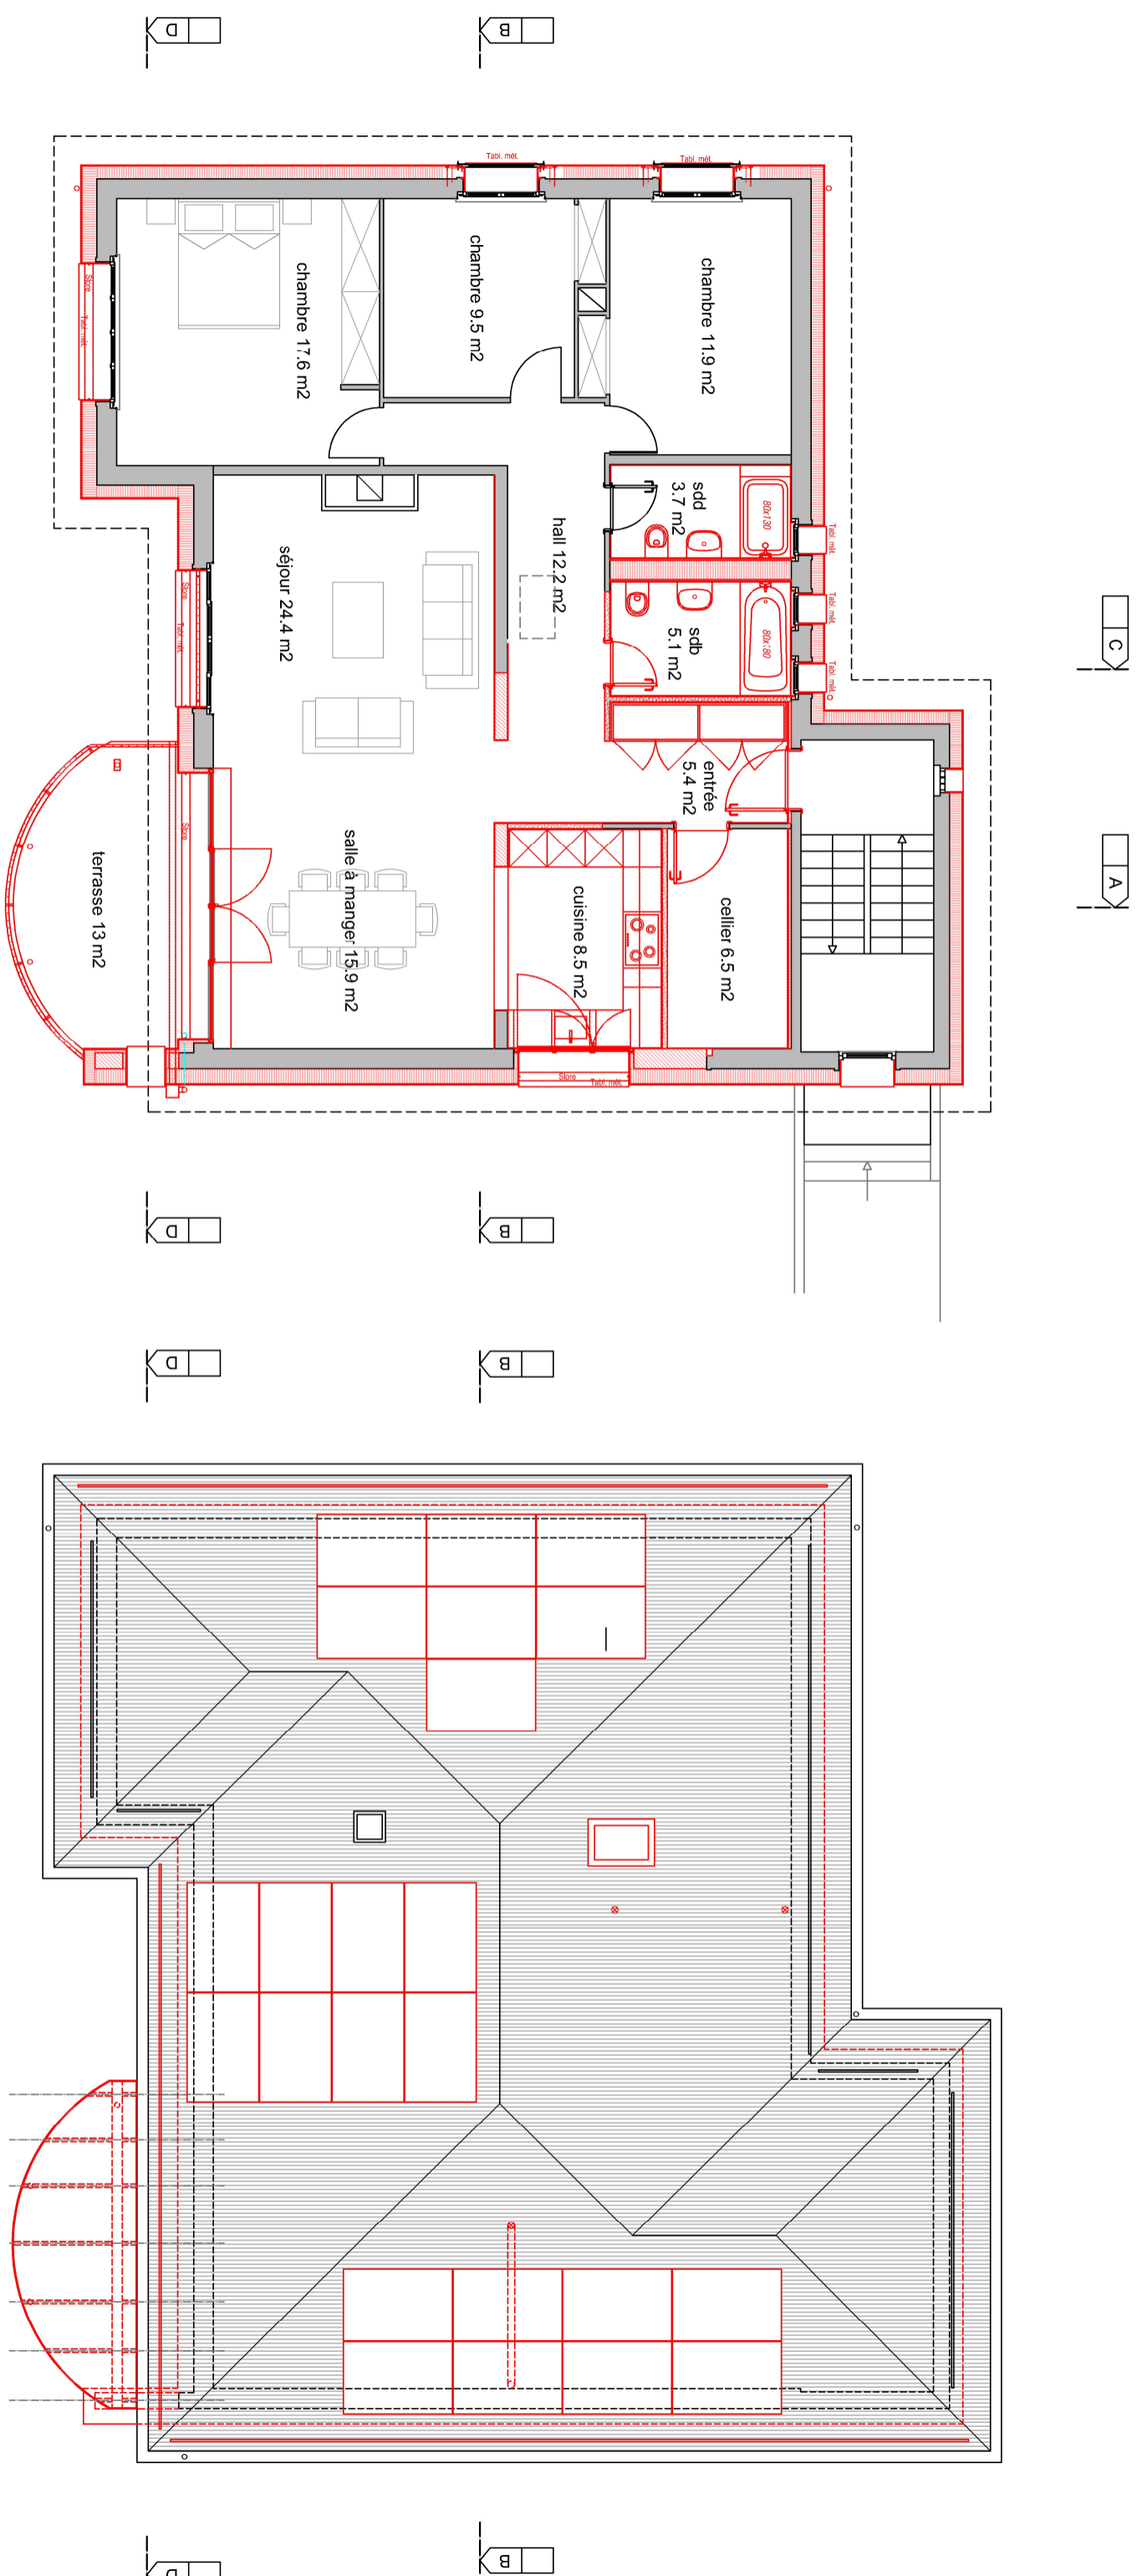 D
B
Tabl. mét.
Tabl. mét.
chambre 17.6 m2
chambre 9.5 m2
chambre 11.9 m2
Store
Tabl. mét.
sdd
3.7 m2
80x130
Tabl. mét.
hall 12.2 m2
séjour 24.4 m2
Store
Tabl. mét.
sdb
5.1 m2
80x180
Tabl. mét.
Tabl. mét.
C
entrée
5.4 m2
Store
terrasse 13 m2
salle à manger 15.9 m2
cuisine 8.5 m2
cellier 6.5 m2
A
Store
Tabl. mét.
D
B
D
B
D
B